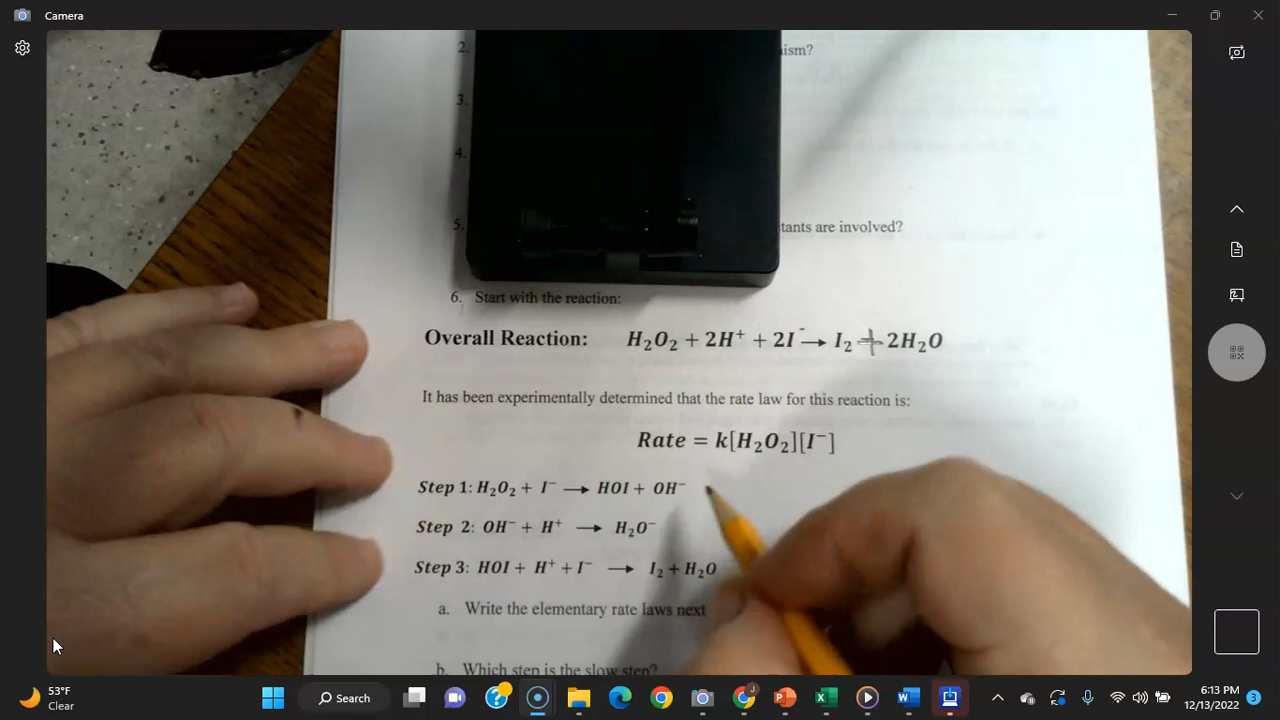 Camera
2.
ism?
3.
4.
5.
tants are involved?
6. Start with the reaction:
Overall Reaction: H₂O₂ + 2H⁺ + 2I⁻ → I₂ + 2H₂O
It has been experimentally determined that the rate law for this reaction is:
Rate = k[H₂O₂][I⁻]
Step 1: H₂O₂ + I⁻ → HOI + OH⁻
Step 2: OH⁻ + H⁺ → H₂O⁻
Step 3: HOI + H⁺ + I⁻ → I₂ + H₂O
a. Write the elementary rate laws next
b. Which step is the slow step?
53°F
Clear
Search
6:13 PM
12/13/2022
3